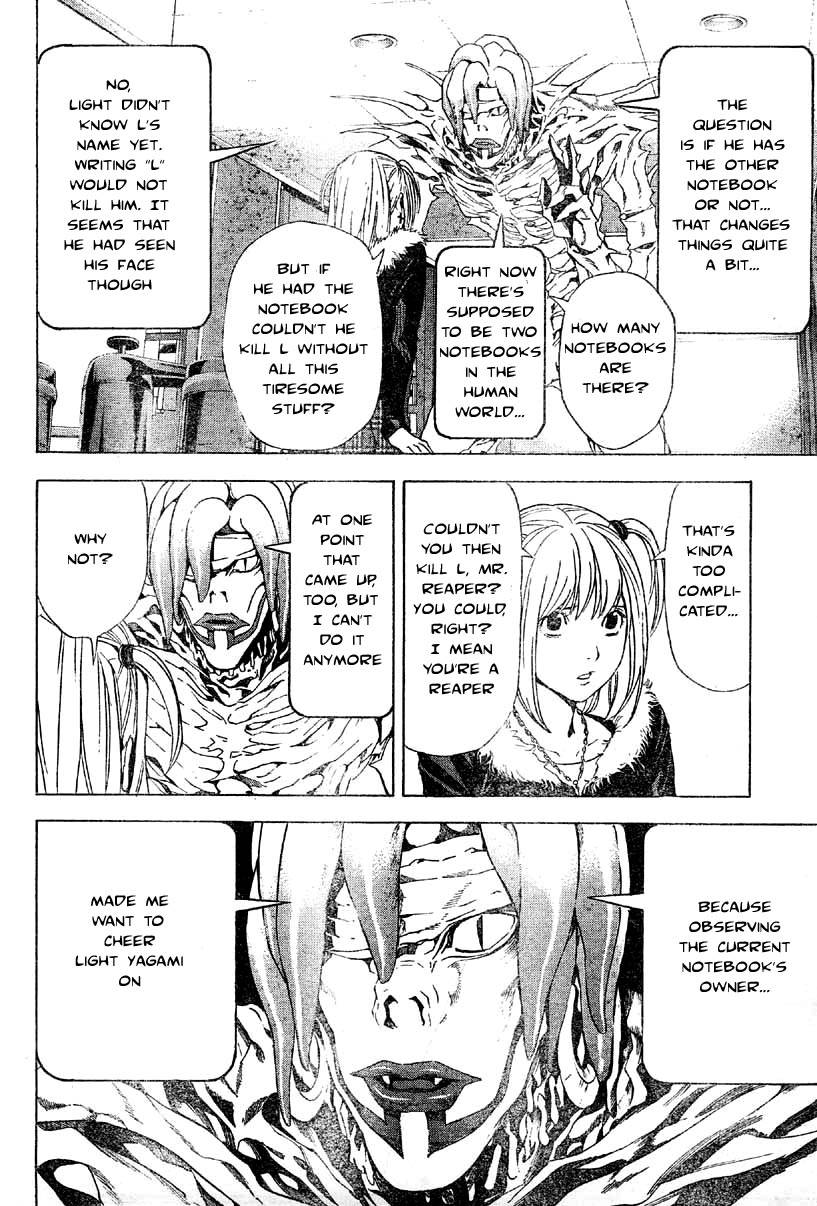 THE
QUESTION
IS IF HE HAS
THE OTHER
NOTEBOOK
OR NOT...
THAT CHANGES
THINGS QUITE
A BIT...
HOW MANY
NOTEBOOKS
ARE
THERE?
RIGHT NOW
THERE'S
SUPPOSED
TO BE TWO
NOTEBOOKS
IN THE
HUMAN
WORLD...
BUT IF
HE HAD THE
NOTEBOOK
COULDN'T HE
KILL L WITHOUT
ALL THIS
TIRESOME
STUFF?
NO,
LIGHT DIDN'T
KNOW L'S
NAME YET.
WRITING "L"
WOULD NOT
KILL HIM. IT
SEEMS THAT
HE HAD SEEN
HIS FACE
THOUGH
THAT'S
KINDA
TOO
COMPLI-
CATED...
COULDN'T
YOU THEN
KILL L, MR.
REAPER?
YOU COULD,
RIGHT?
I MEAN
YOU'RE A
REAPER
AT ONE
POINT
THAT
CAME UP,
TOO, BUT
I CAN'T
DO IT
ANYMORE
WHY
NOT?
BECAUSE
OBSERVING
THE CURRENT
NOTEBOOK'S
OWNER...
MADE ME
WANT TO
CHEER
LIGHT YAGAMI
ON